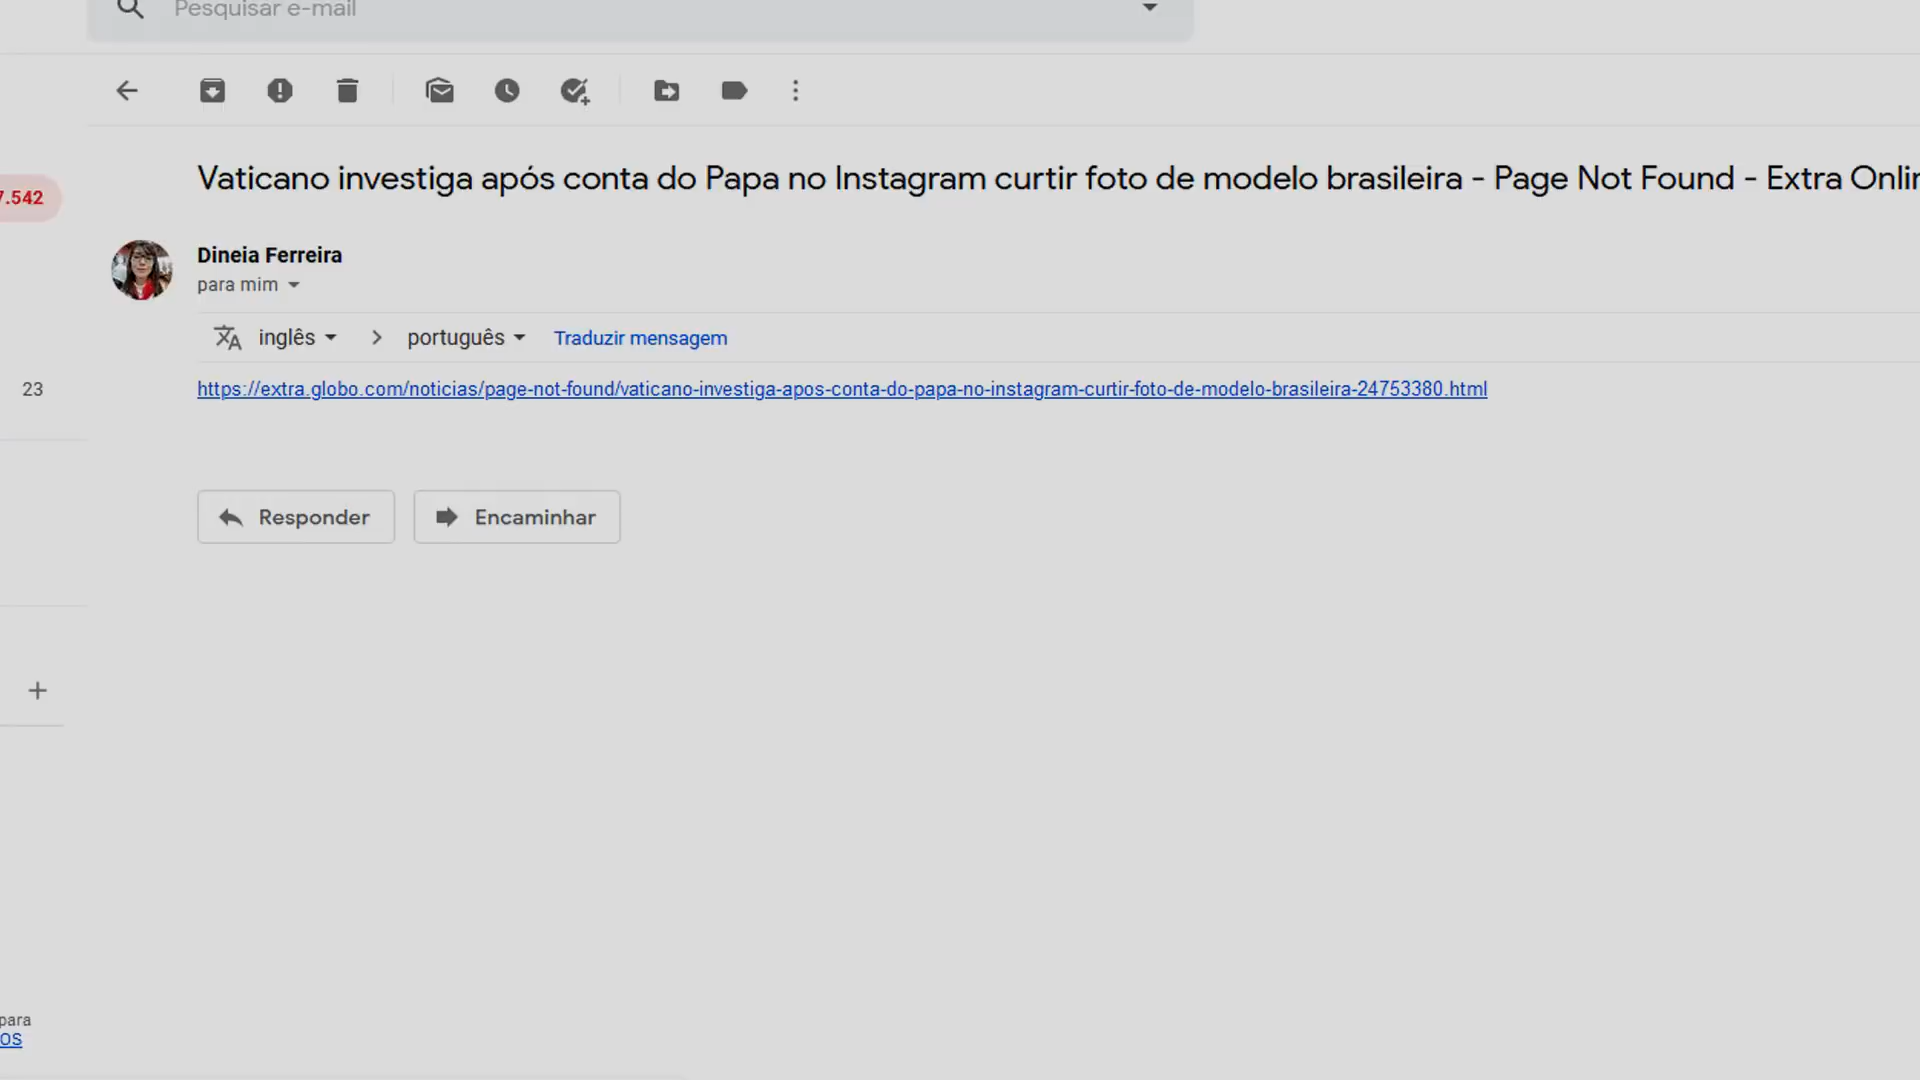 Pesquisar e-mail
Vaticano investiga após conta do Papa no Instagram curtir foto de modelo brasileira - Page Not Found - Extra Onlin
7.542
Dineia Ferreira
para mim
inglês
português
Traduzir mensagem
23
https://extra.globo.com/noticias/page-not-found/vaticano-investiga-apos-conta-do-papa-no-instagram-curtir-foto-de-modelo-brasileira-24753380.html
Responder
Encaminhar
para
os